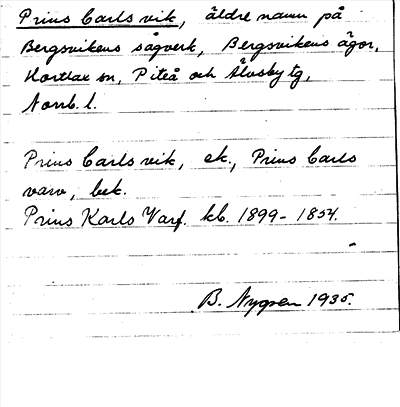 Prins Carls vik, äldre namn på
Bergsvikens sågverk, Bergsvikens ägor,
Hortlax sn, Piteå och Älvsby tg,
Norrb. l.
Prins Carls vik, ek., Prins Carls
varv, bek.
Prins Karls Varf. kb. 1899-1854.
B. Nygren 1935.